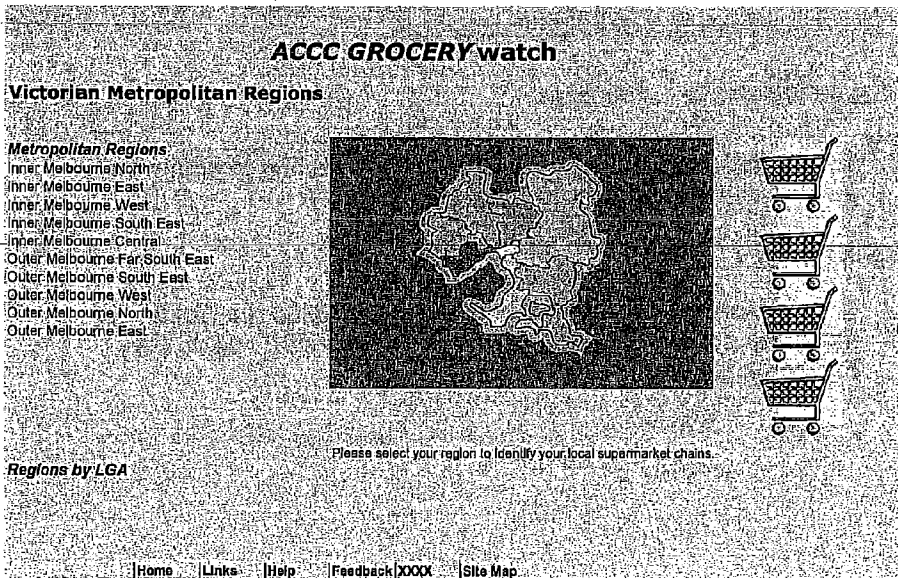 ACCC GROCERY watch
Victorian Metropolitan Regions
Metropolitan Regions
Inner Melbourne North
Inner Melbourne East
Inner Melbourne West
Inner Melbourne South East
Inner Melbourne Central
Outer Melbourne Far South East
Outer Melbourne South East
Outer Melbourne West
Outer Melbourne North
Outer Melbourne East
Please select your region to identify your local supermarket chains.
Regions by LGA
|Home |Links |Help |Feedback|XXXX |Site Map